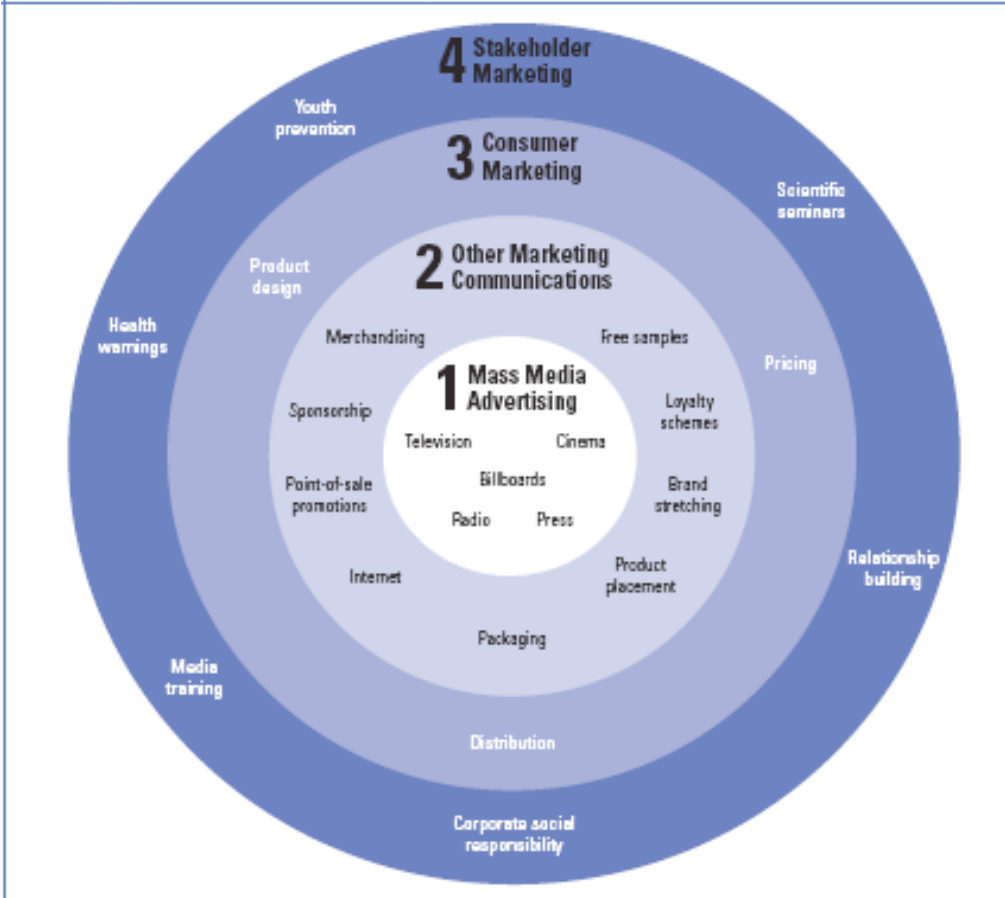 4 Stakeholder
Marketing
Youth
prevention
3 Consumer
Marketing
Scientific
seminars
2 Other Marketing
Communications
Product
design
Health
warnings
Merchandising
Free samples
Pricing
1 Mass Media
Advertising
Sponsorship
Loyalty
schemes
Television
Cinema
Billboards
Point-of-sale
promotions
Brand
stretching
Radio
Press
Internet
Product
placement
Relationship
building
Packaging
Media
training
Distribution
Corporate social
responsibility